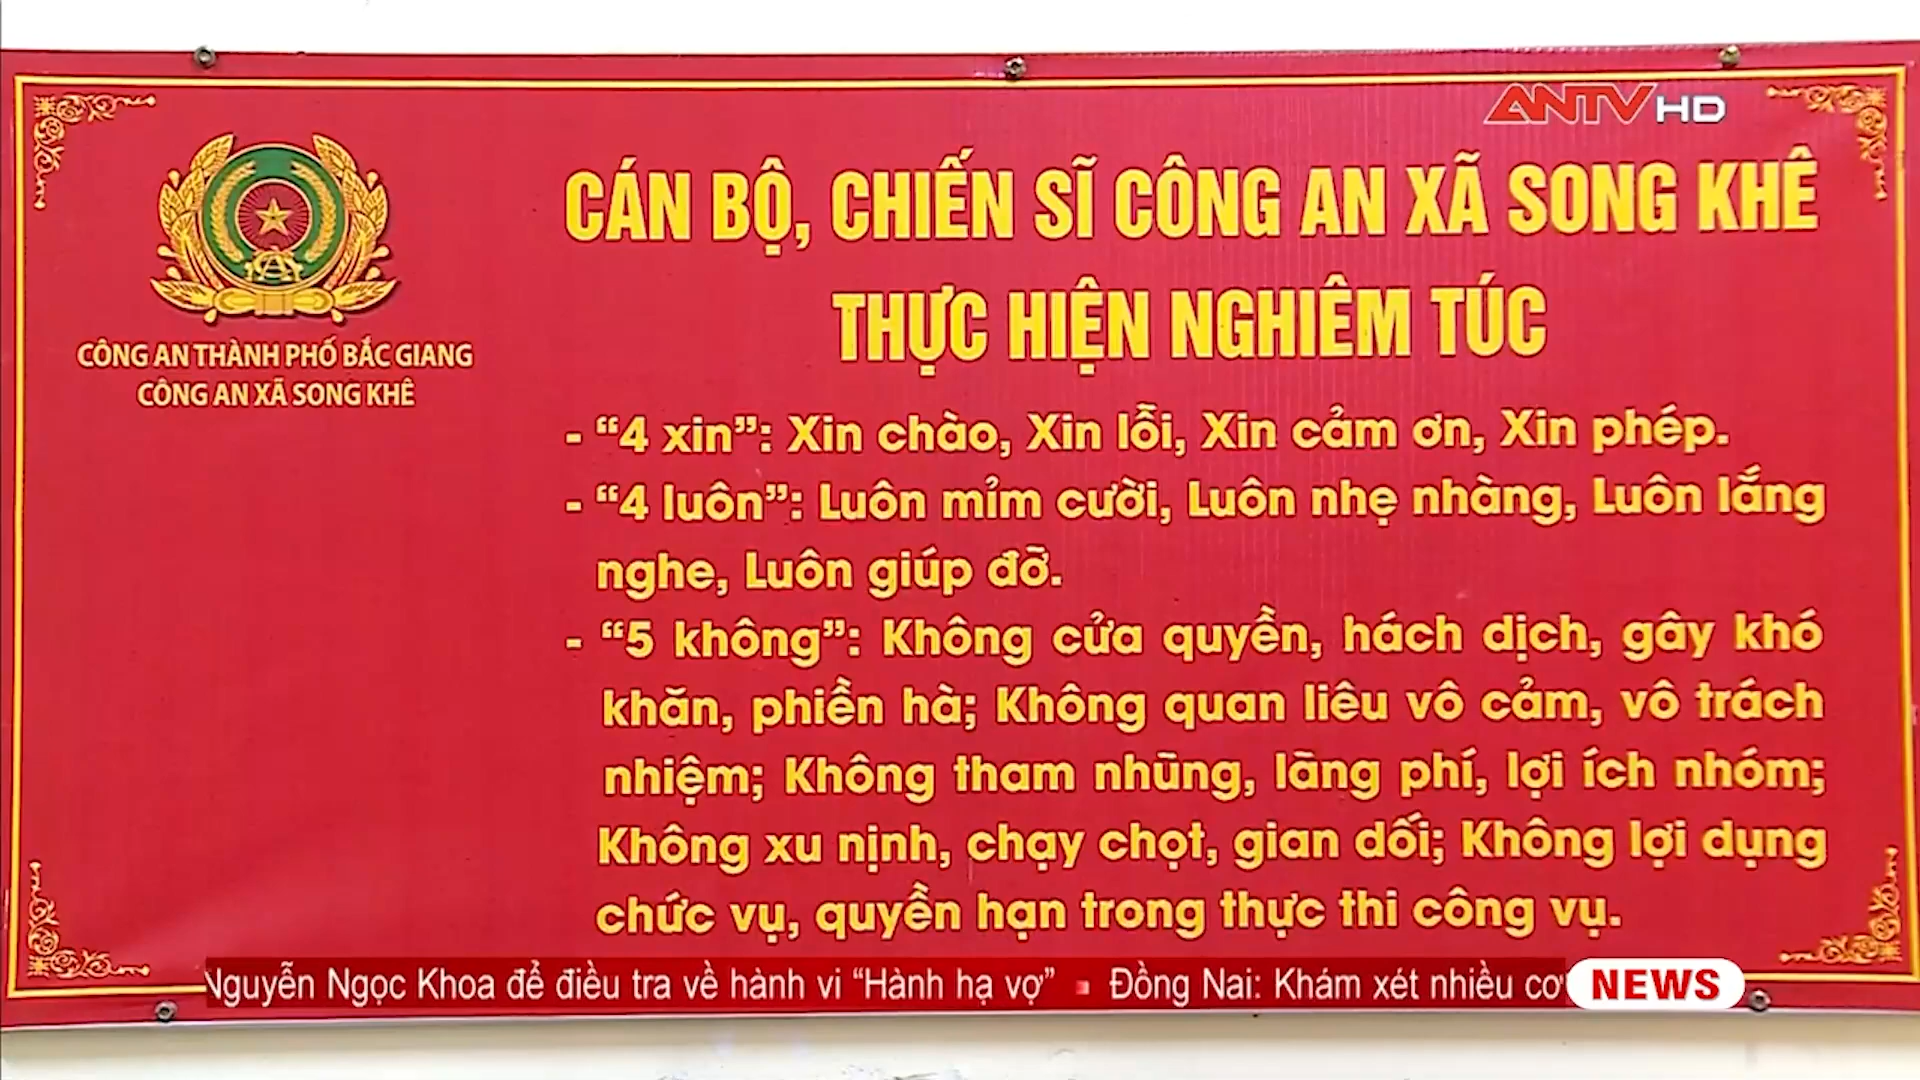 ANTV HD
CÔNG AN THÀNH PHỐ BẮC GIANG
CÔNG AN XÃ SONG KHÊ
CÁN BỘ, CHIẾN SĨ CÔNG AN XÃ SONG KHÊ
THỰC HIỆN NGHIÊM TÚC
- “4 xin”: Xin chào, Xin lỗi, Xin cảm ơn, Xin phép.
- “4 luôn”: Luôn mỉm cười, Luôn nhẹ nhàng, Luôn lắng
nghe, Luôn giúp đỡ.
- “5 không”: Không cửa quyền, hách dịch, gây khó
khăn, phiền hà; Không quan liêu vô cảm, vô trách
nhiệm; Không tham nhũng, lãng phí, lợi ích nhóm;
Không xu nịnh, chạy chọt, gian dối; Không lợi dụng
chức vụ, quyền hạn trong thực thi công vụ.
Nguyễn Ngọc Khoa để điều tra về hành vi “Hành hạ vợ” ▪ Đồng Nai: Khám xét nhiều cơ
NEWS